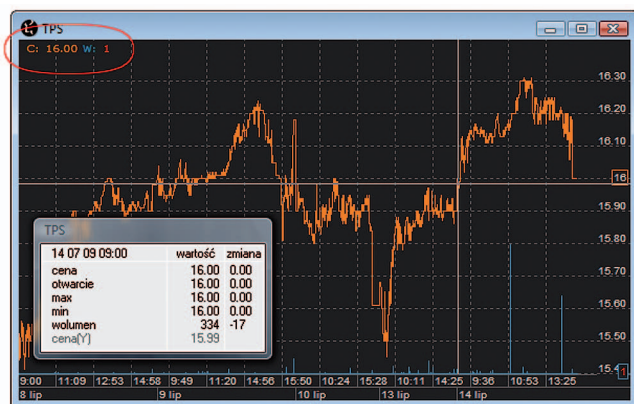 TPS
C: 16.00 W: 1
16.30
16.20
16.10
16
15.90
15.80
15.70
15.60
15.50
TPS
14 07 09 09:00 wartość zmiana
cena 16.00 0.00
otwarcie 16.00 0.00
max 16.00 0.00
min 16.00 0.00
wolumen 334 -17
cena(Y) 15.99
1
9:00 11:09 12:53 14:58 9:49 11:20 14:56 15:50 10:24 15:28 10:11 14:25 9:36 10:53 13:25
8 lip 9 lip 10 lip 13 lip 14 lip